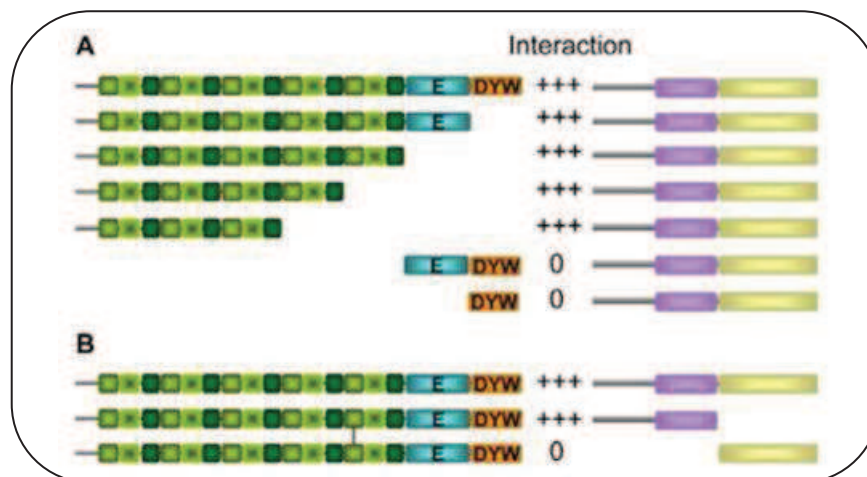 A
Interaction
E DYW +++
E +++
+++
+++
+++
E DYW 0
DYW 0
B
E DYW +++
E DYW +++
E DYW 0